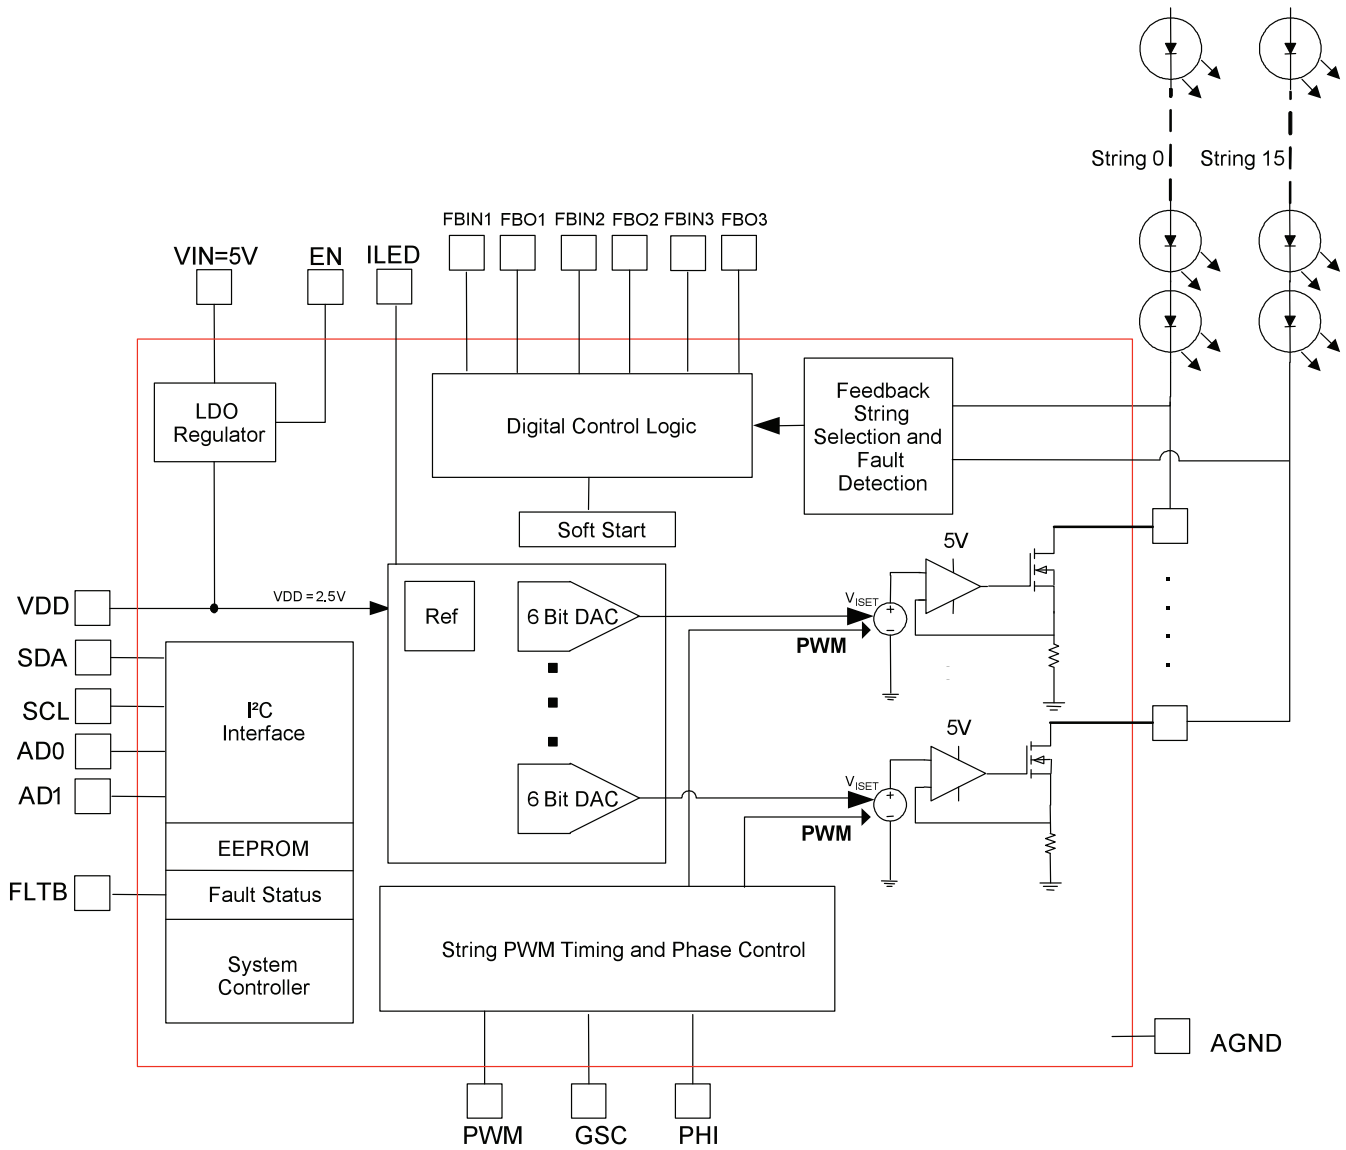 String 0
String 15
FBIN1
FBO1
FBIN2
FBO2
FBIN3
FBO3
VIN=5V
EN
ILED
LDO
Regulator
Digital Control Logic
Feedback
String
Selection and
Fault
Detection
Soft Start
5V
VDD
VDD = 2.5V
Ref
6 Bit DAC
VISET
+
−
PWM
SDA
SCL
AD0
AD1
I²C
Interface
5V
6 Bit DAC
VISET
+
−
PWM
EEPROM
FLTB
Fault Status
System
Controller
String PWM Timing and Phase Control
AGND
PWM
GSC
PHI